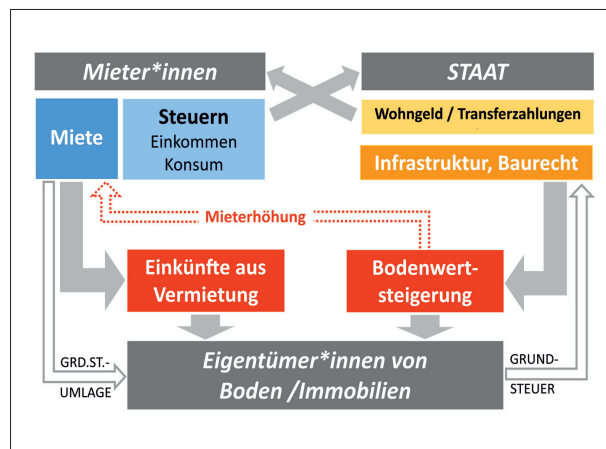 Mieter*innen
STAAT
Miete
Steuern
Einkommen
Konsum
Wohngeld / Transferzahlungen
Infrastruktur, Baurecht
Mieterhöhung
Einkünfte aus
Vermietung
Bodenwert-
steigerung
GRD.ST.-
UMLAGE
Eigentümer*innen von
Boden /Immobilien
GRUND-
STEUER